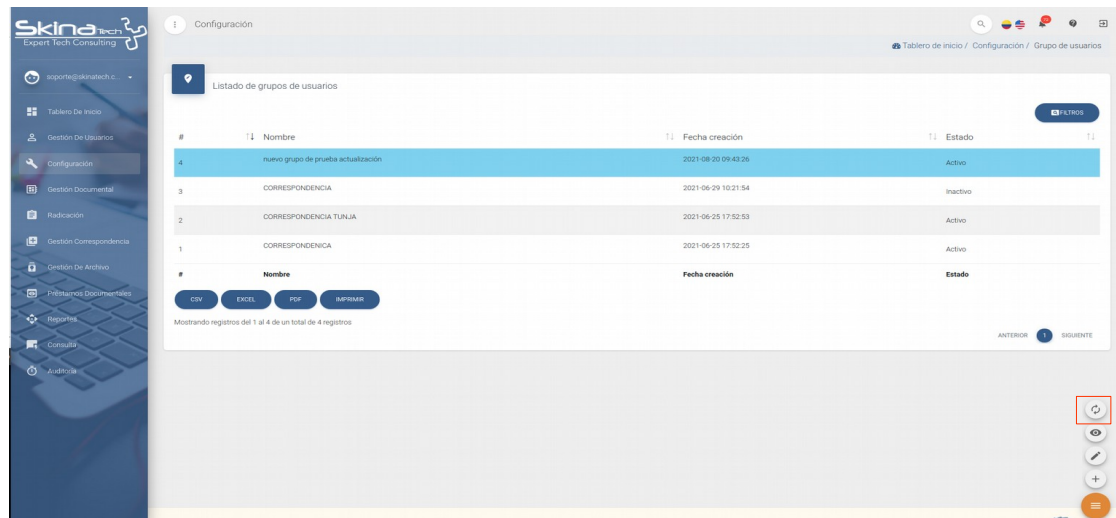 Skina Tech
Expert Tech Consulting
Configuración
Tablero de inicio / Configuración / Grupo de usuarios
soporte@skinatech.c...
Tablero De Inicio
Gestión De Usuarios
Configuración
Gestión Documental
Radicación
Gestión Correspondencia
Gestión De Archivo
Préstamos Documentales
Reportes
Consulta
Auditoria
Listado de grupos de usuarios
FILTROS
# Nombre Fecha creación Estado
4 nuevo grupo de prueba actualización 2021-08-20 09:43:26 Activo
3 CORRESPONDENCIA 2021-06-29 10:21:54 Inactivo
2 CORRESPONDENCIA TUNJA 2021-06-25 17:52:53 Activo
1 CORRESPONDENICA 2021-06-25 17:52:25 Activo
# Nombre Fecha creación Estado
CSV EXCEL PDF IMPRIMIR
Mostrando registros del 1 al 4 de un total de 4 registros
ANTERIOR 1 SIGUIENTE